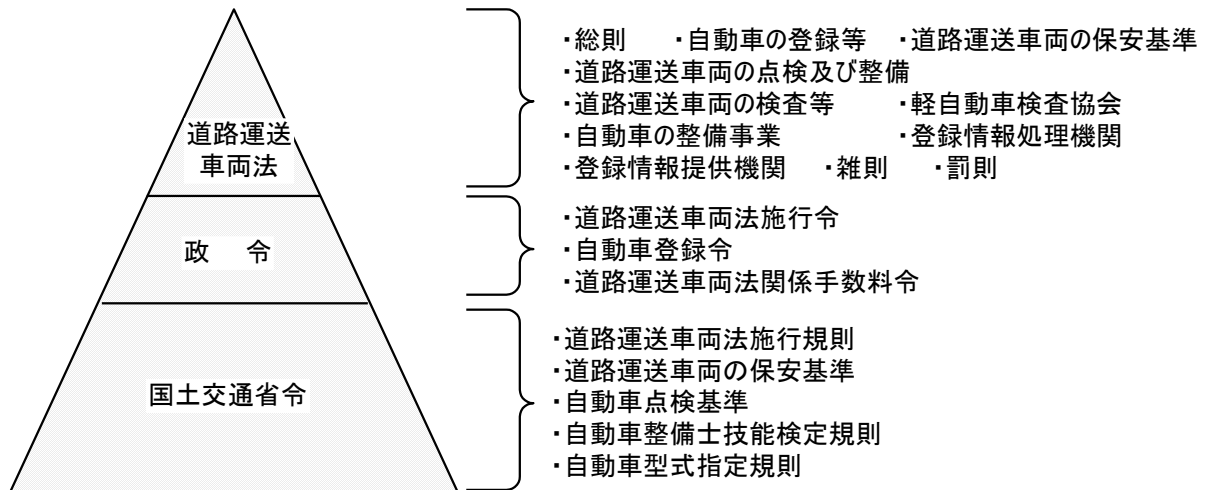 ・総則　・自動車の登録等　・道路運送車両の保安基準
・道路運送車両の点検及び整備
・道路運送車両の検査等　・軽自動車検査協会
・自動車の整備事業　・登録情報処理機関
・登録情報提供機関　・雑則　・罰則
道路運送
車両法
・道路運送車両法施行令
・自動車登録令
・道路運送車両法関係手数料令
政　令
・道路運送車両法施行規則
・道路運送車両の保安基準
・自動車点検基準
・自動車整備士技能検定規則
・自動車型式指定規則
国土交通省令